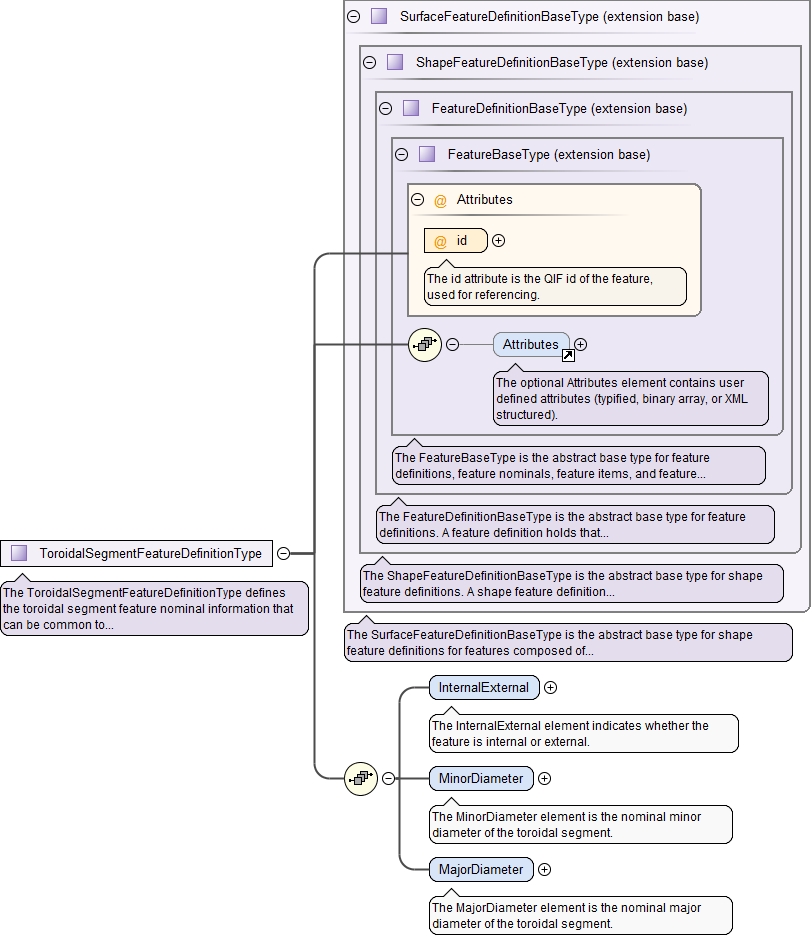 SurfaceFeatureDefinitionBaseType (extension base)
ShapeFeatureDefinitionBaseType (extension base)
FeatureDefinitionBaseType (extension base)
FeatureBaseType (extension base)
@ Attributes
@ id
The id attribute is the QIF id of the feature,
used for referencing.
Attributes
The optional Attributes element contains user
defined attributes (typified, binary array, or XML
structured).
The FeatureBaseType is the abstract base type for feature
definitions, feature nominals, feature items, and feature...
The FeatureDefinitionBaseType is the abstract base type for feature
definitions. A feature definition holds that...
ToroidalSegmentFeatureDefinitionType
The ToroidalSegmentFeatureDefinitionType defines
the toroidal segment feature nominal information that
can be common to...
The ShapeFeatureDefinitionBaseType is the abstract base type for shape
feature definitions. A shape feature definition...
The SurfaceFeatureDefinitionBaseType is the abstract base type for shape
feature definitions for features composed of...
InternalExternal
The InternalExternal element indicates whether the
feature is internal or external.
MinorDiameter
The MinorDiameter element is the nominal minor
diameter of the toroidal segment.
MajorDiameter
The MajorDiameter element is the nominal major
diameter of the toroidal segment.